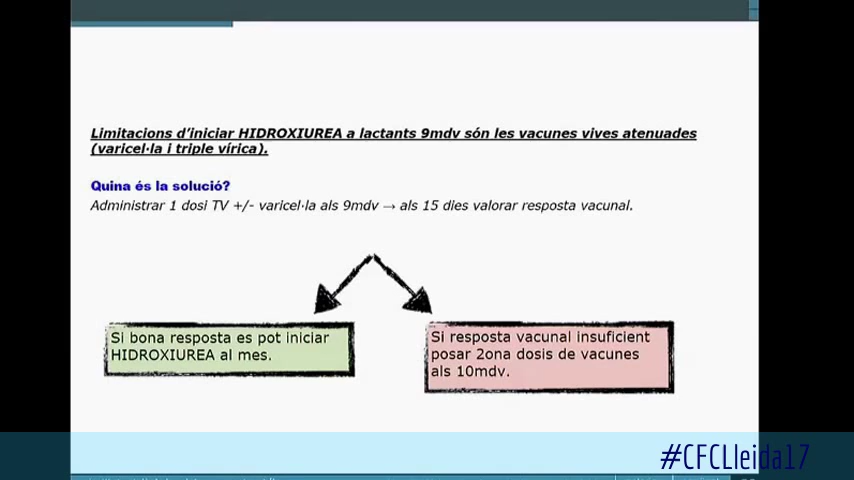 Limitacions d'iniciar HIDROXIUREA a lactants 9mdv són les vacunes vives atenuades
(varicel·la i triple vírica).
Quina és la solució?
Administrar 1 dosi TV +/- varicel·la als 9mdv → als 15 dies valorar resposta vacunal.
Si bona resposta es pot iniciar
HIDROXIUREA al mes.
Si resposta vacunal insuficient
posar 2ona dosis de vacunes
als 10mdv.
#CFCLleida17